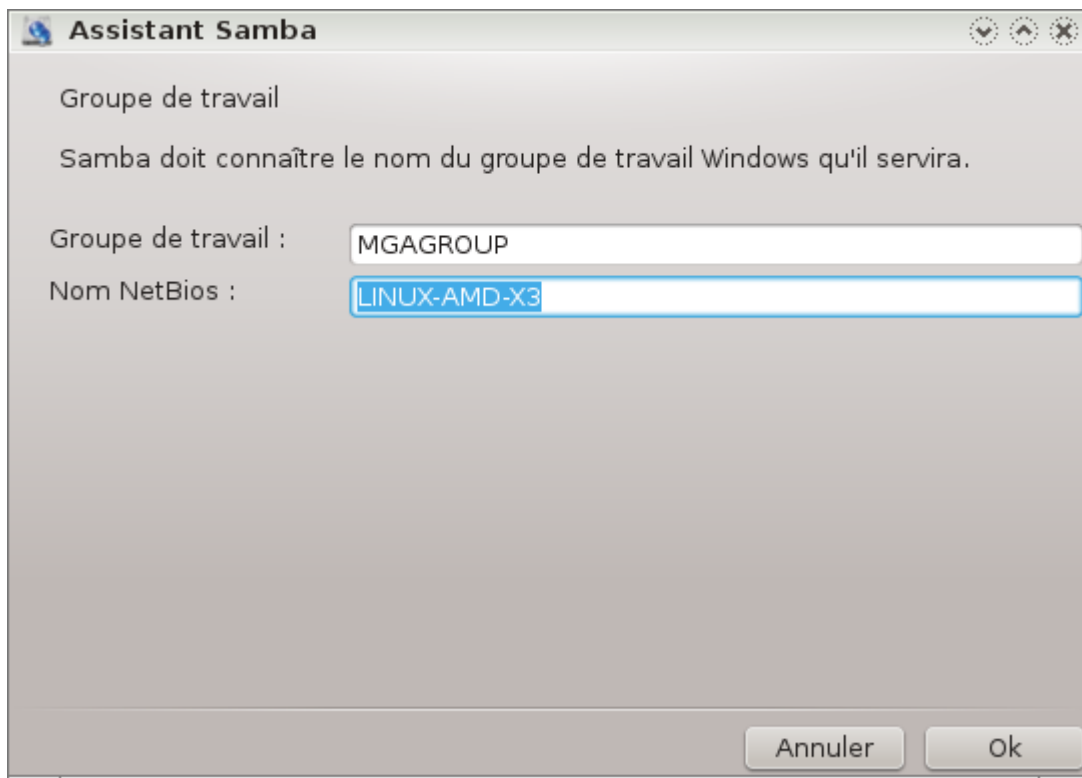 Assistant Samba
Groupe de travail
Samba doit connaître le nom du groupe de travail Windows qu'il servira.
Groupe de travail : MGAGROUP
Nom NetBios : LINUX-AMD-X3
Annuler Ok